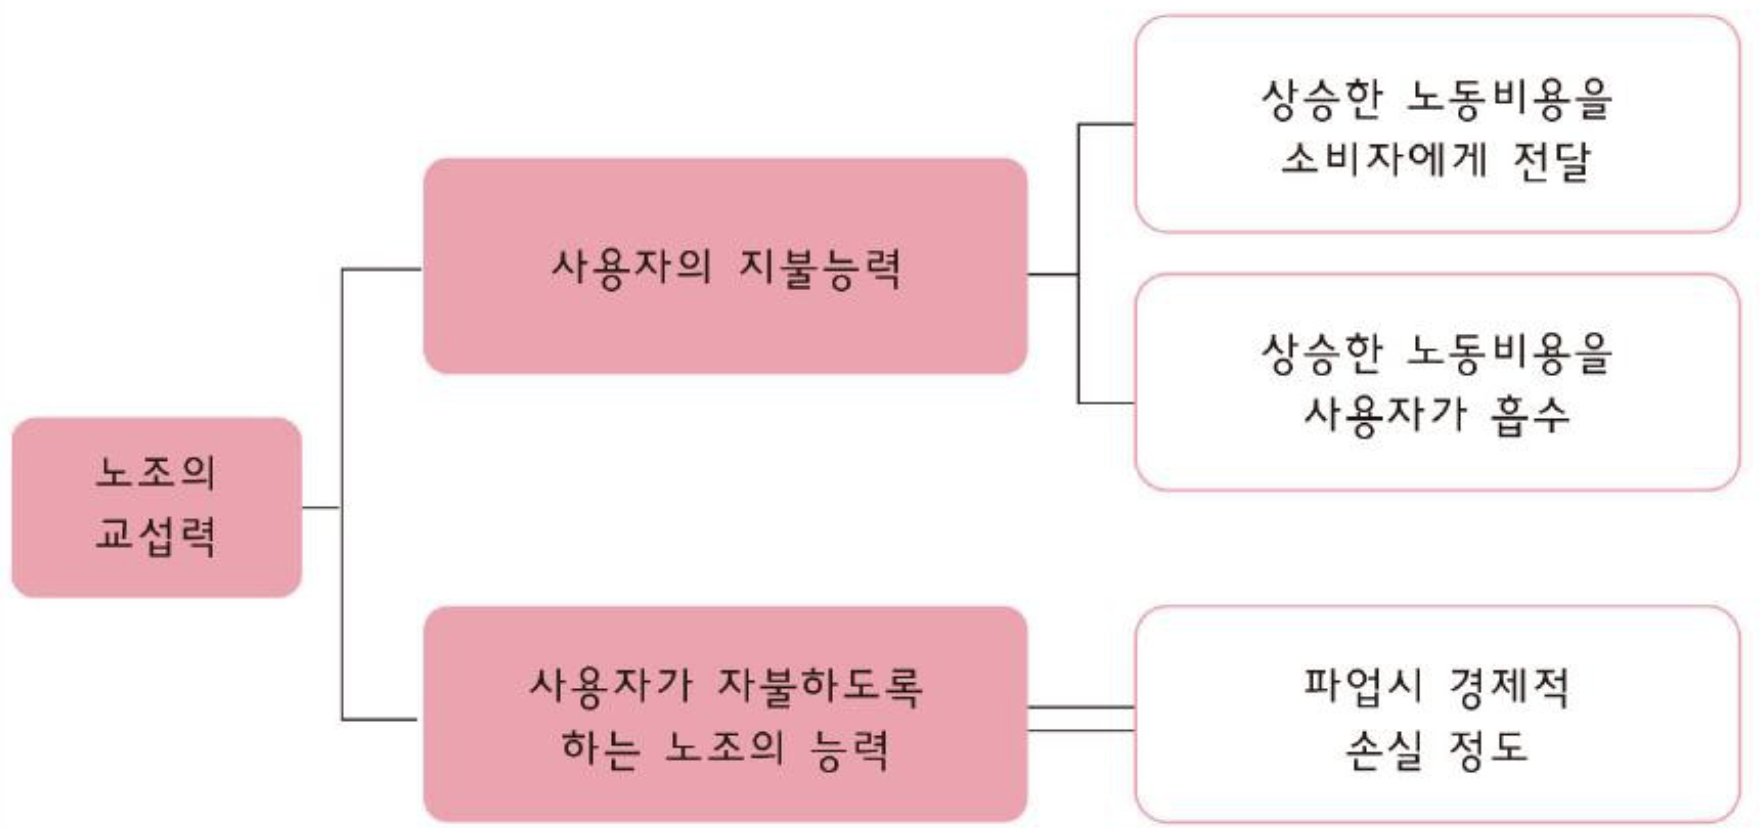 상승한 노동비용을
소비자에게 전달
사용자의 지불능력
상승한 노동비용을
사용자가 흡수
노조의
교섭력
사용자가 자불하도록
하는 노조의 능력
파업시 경제적
손실 정도